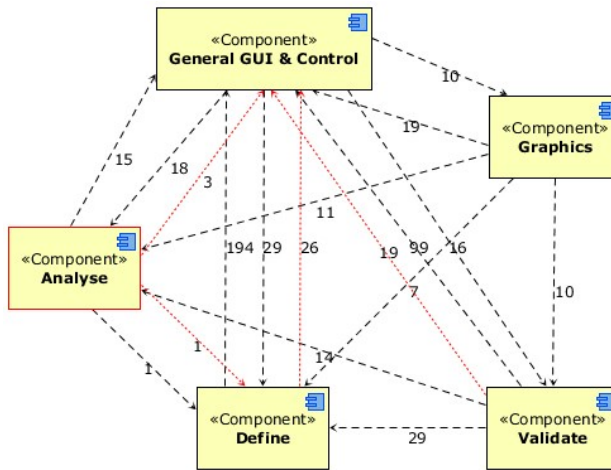 «Component»
General GUI & Control
10
«Component»
Graphics
19
15
18
3
11
«Component»
Analyse
194
29
26
19
99
16
7
10
1
1
14
«Component»
Define
29
«Component»
Validate